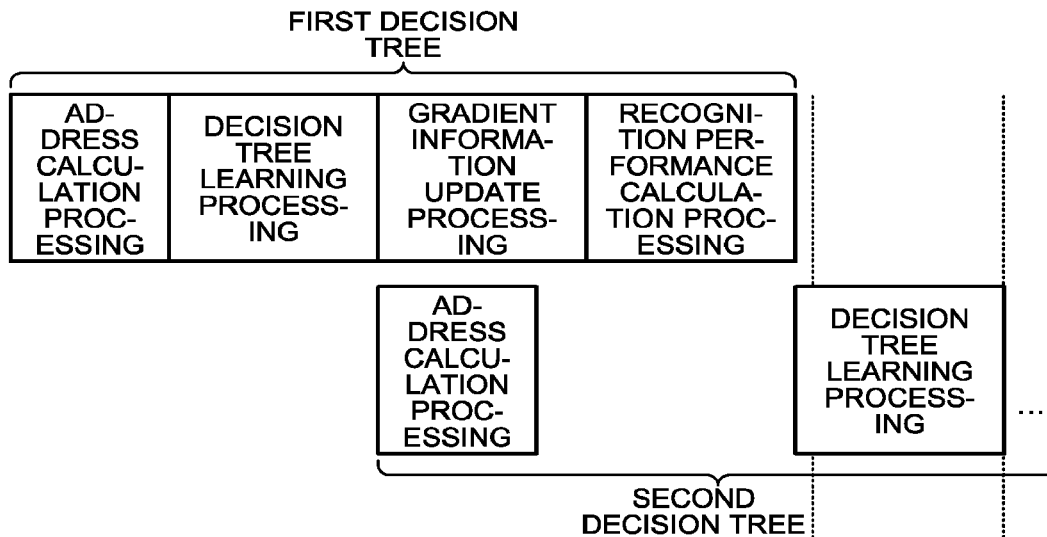 FIRST DECISION
TREE
AD-
DRESS
CALCU-
LATION
PROC-
ESSING
DECISION
TREE
LEARNING
PROCESS-
ING
GRADIENT
INFORMA-
TION
UPDATE
PROCESS-
ING
RECOGNI-
TION PER-
FORMANCE
CALCULA-
TION PROC-
ESSING
AD-
DRESS
CALCU-
LATION
PROC-
ESSING
DECISION
TREE
LEARNING
PROCESS-
ING
...
SECOND
DECISION TREE